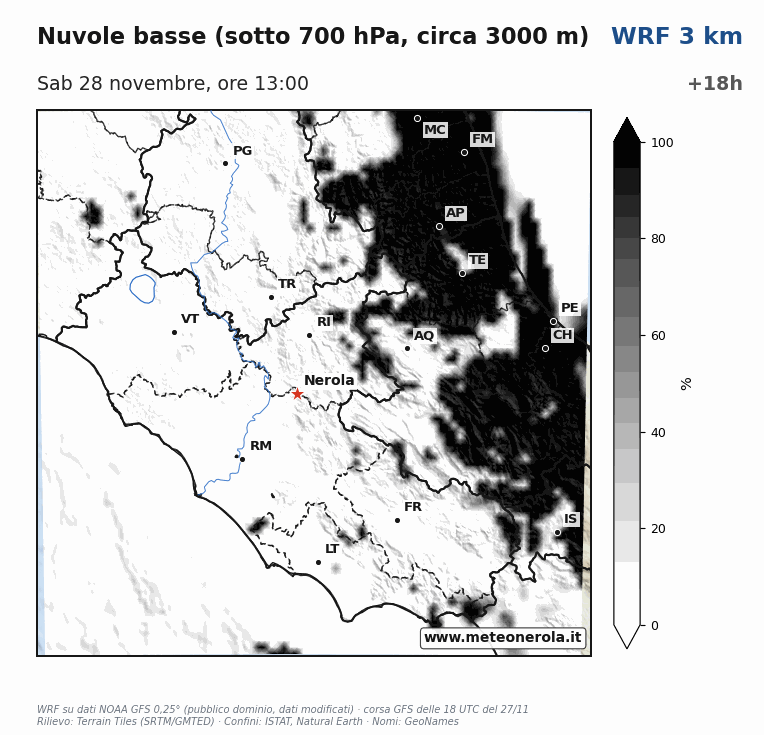 Nuvole basse (sotto 700 hPa, circa 3000 m) WRF 3 km
Sab 28 novembre, ore 13:00 +18h
MC
FM
PG
AP
TE
TR
PE
VT
RI
AQ
CH
Nerola
RM
FR
IS
LT
www.meteonerola.it
100
80
60
40
20
0
%
WRF su dati NOAA GFS 0,25° (pubblico dominio, dati modificati) · corsa GFS delle 18 UTC del 27/11
Rilievo: Terrain Tiles (SRTM/GMTED) · Confini: ISTAT, Natural Earth · Nomi: GeoNames